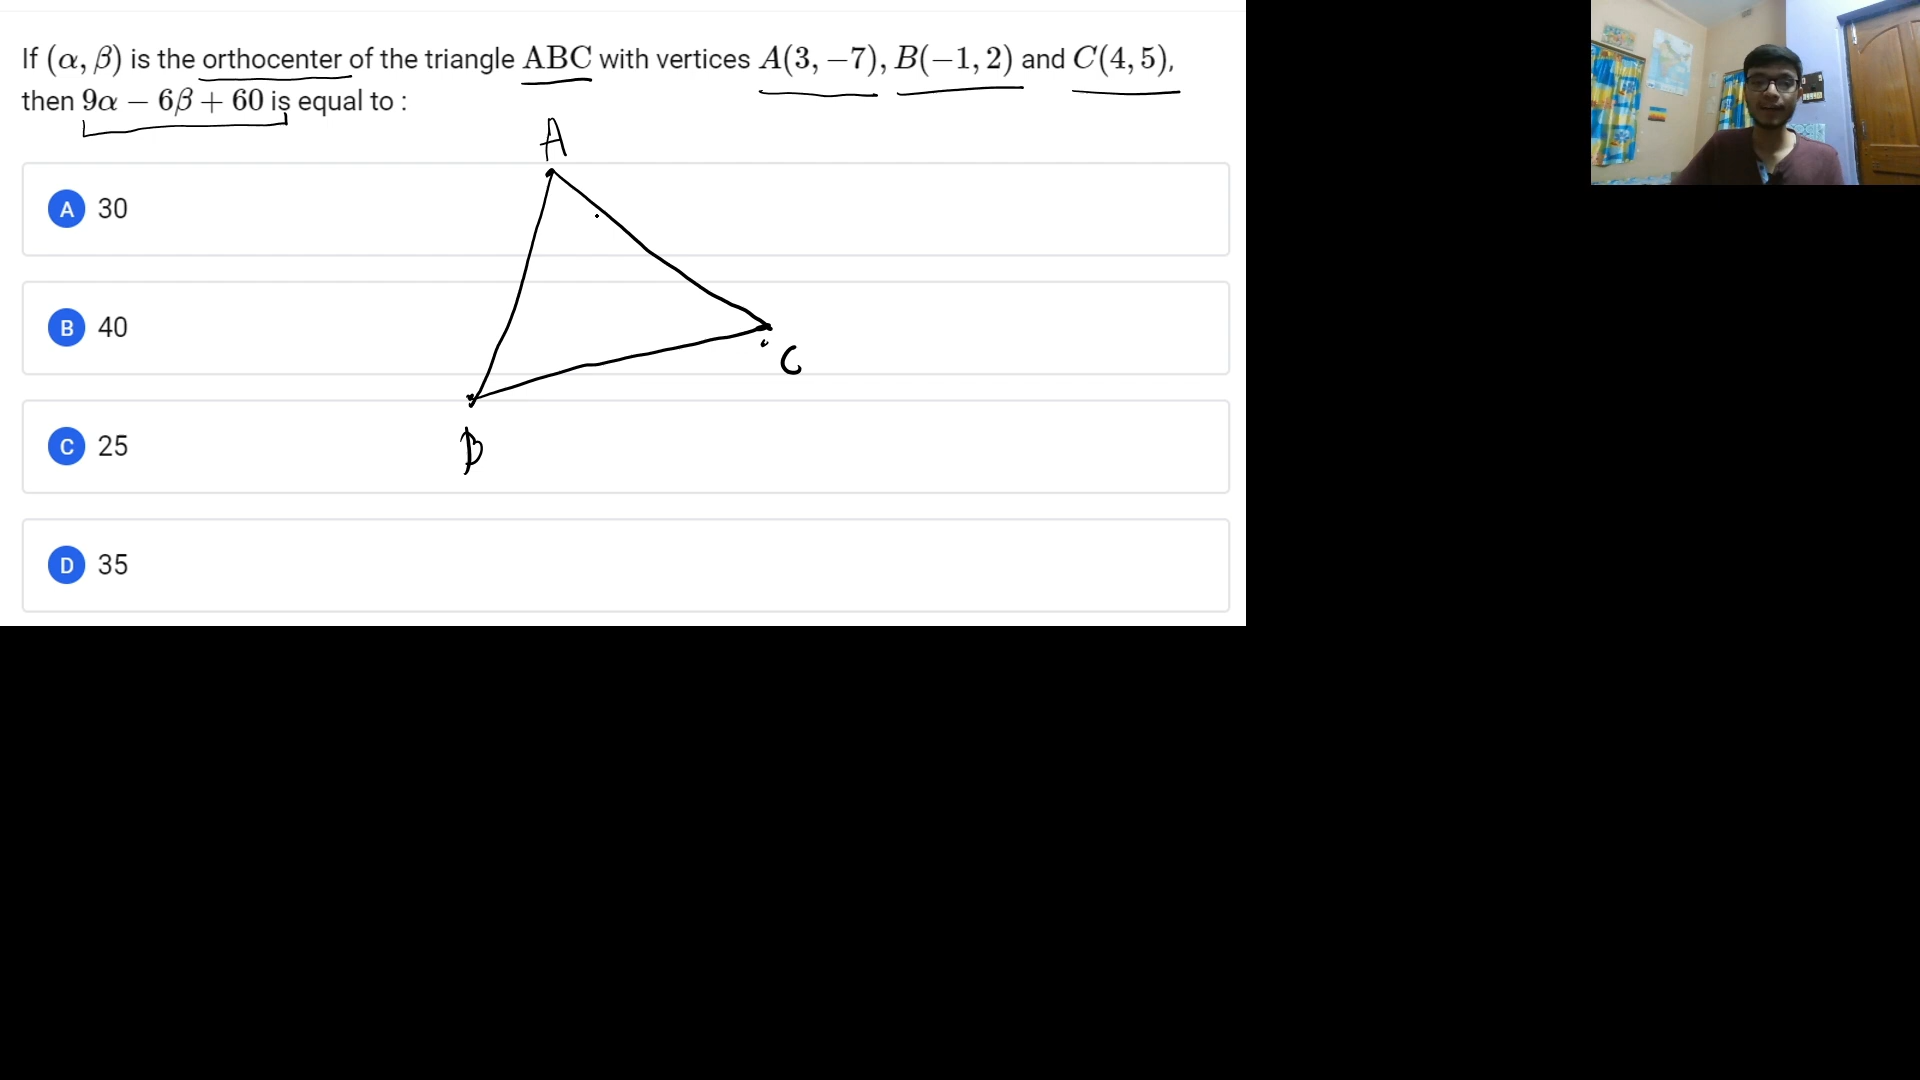 If (α, β) is the orthocenter of the triangle ABC with vertices A(3, −7), B(−1, 2) and C(4, 5),
then 9α − 6β + 60 is equal to :
A
A 30
B 40
C
C 25
B
D 35